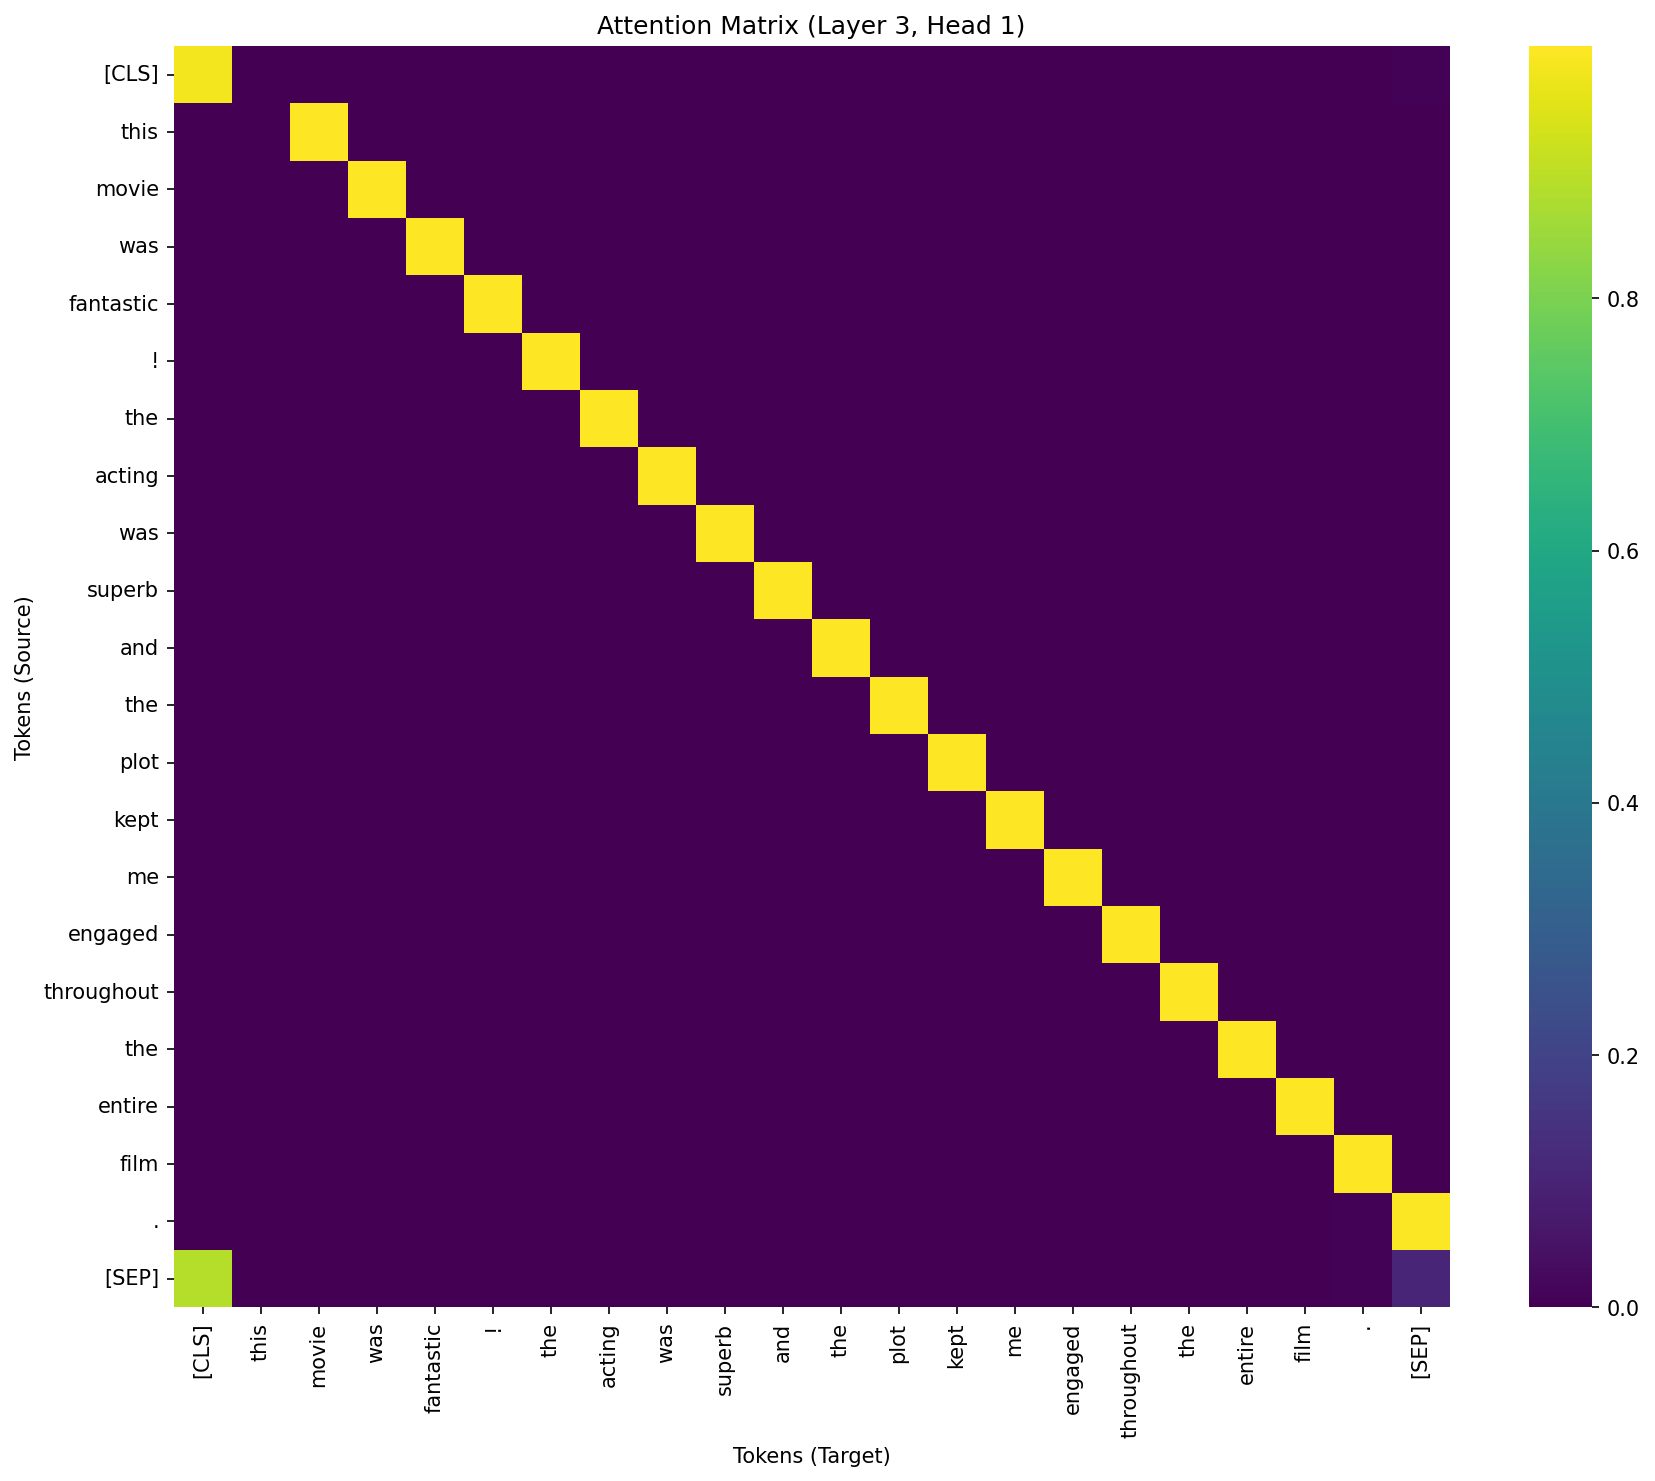 Attention Matrix (Layer 3, Head 1)
Tokens (Source)
[CLS]
this
movie
was
fantastic
!
the
acting
was
superb
and
the
plot
kept
me
engaged
throughout
the
entire
film
.
[SEP]
[CLS]
this
movie
was
fantastic
!
the
acting
was
superb
and
the
plot
kept
me
engaged
throughout
the
entire
film
.
[SEP]
Tokens (Target)
0.8
0.6
0.4
0.2
0.0